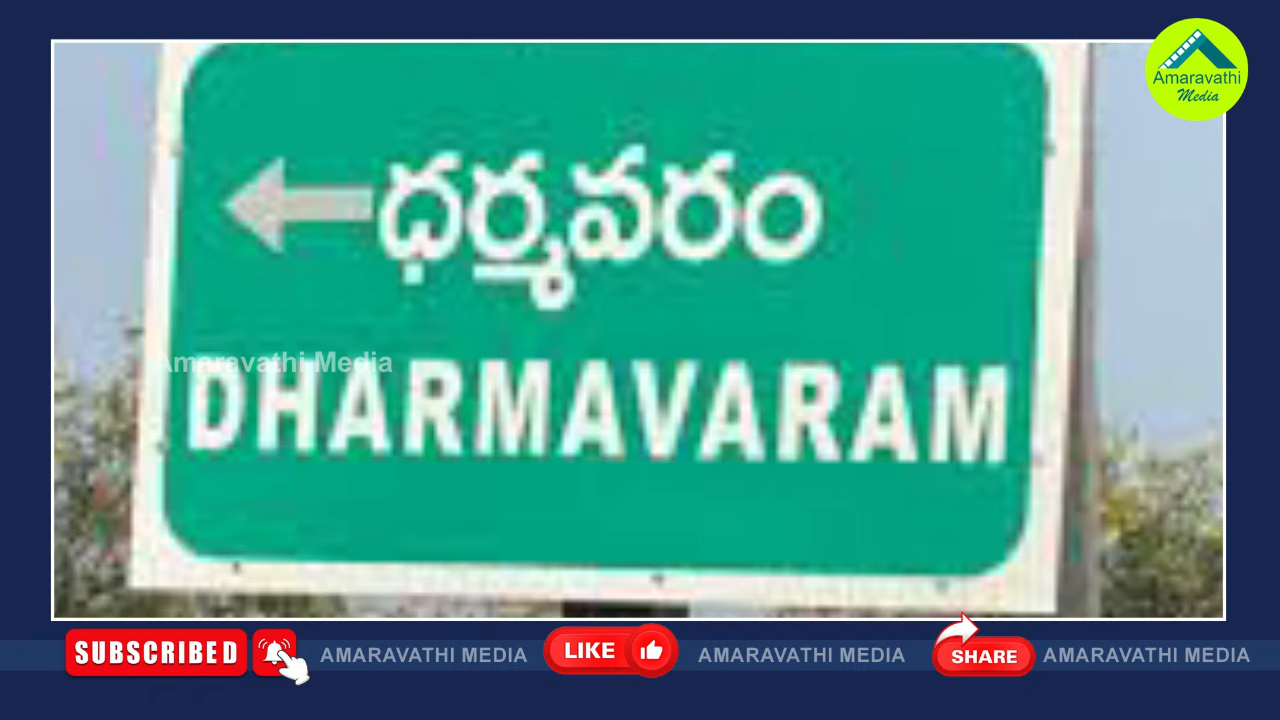 Amaravathi
Media
ధర్మవరం
Amaravathi Media
DHARMAVARAM
SUBSCRIBED
AMARAVATHI MEDIA
LIKE
AMARAVATHI MEDIA
SHARE
AMARAVATHI MEDIA